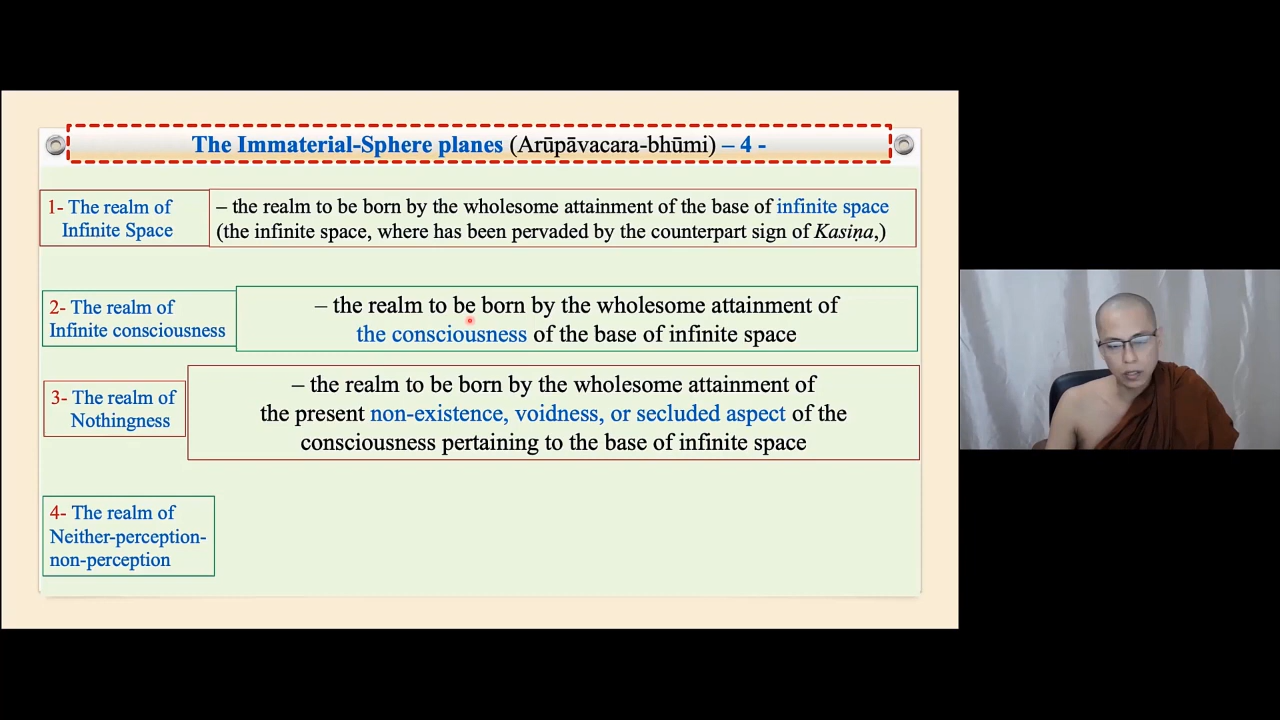 The Immaterial-Sphere planes (Arūpāvacara-bhūmi) – 4 -
1- The realm of
Infinite Space
– the realm to be born by the wholesome attainment of the base of infinite space
(the infinite space, where has been pervaded by the counterpart sign of Kasiṇa,)
2- The realm of
Infinite consciousness
– the realm to be born by the wholesome attainment of
the consciousness of the base of infinite space
3- The realm of
Nothingness
– the realm to be born by the wholesome attainment of
the present non-existence, voidness, or secluded aspect of the
consciousness pertaining to the base of infinite space
4- The realm of
Neither-perception-
non-perception